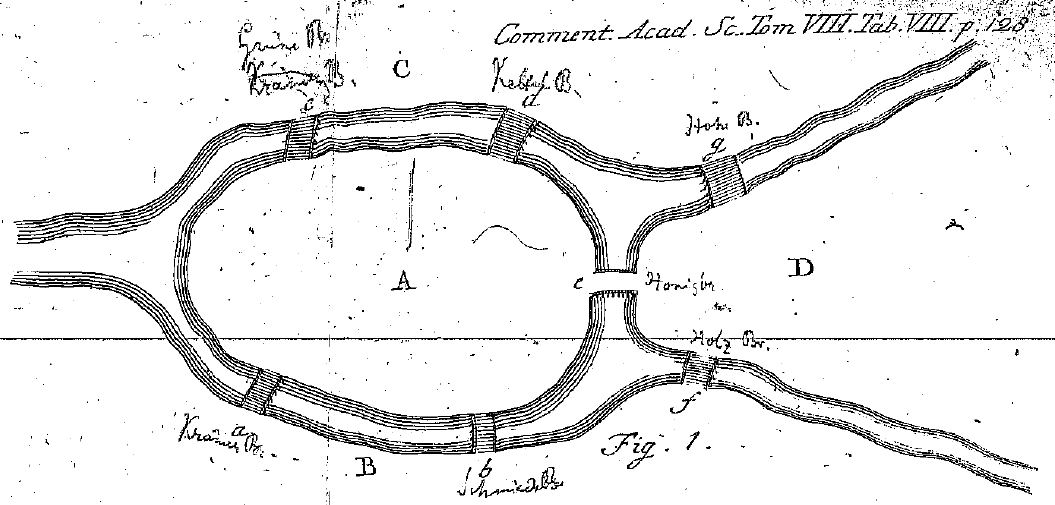 Comment. Acad. Sc. Tom VIII. Tab. VIII. p. 128.
Grüne Br.
Krämer B.
C
c
d
Hohe B.
g
A
e
Honigbr.
D
Holz Br.
f
a
Krämer Br.
B
b
Schmiede Br.
Fig. 1.